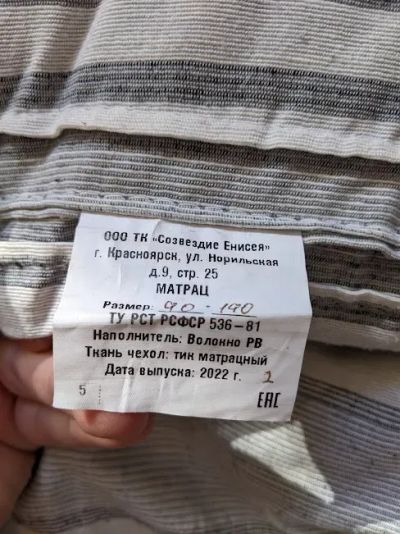 ООО ТК «Созвездие Енисея»
г. Красноярск, ул. Норильская
д.9, стр. 25
МАТРАЦ
Размер: 90 - 190
ТУ РСТ РСФСР 536-81
Наполнитель: Волокно РВ
Ткань чехол: тик матрацный
Дата выпуска: 2022 г. 2
5
ЕАС